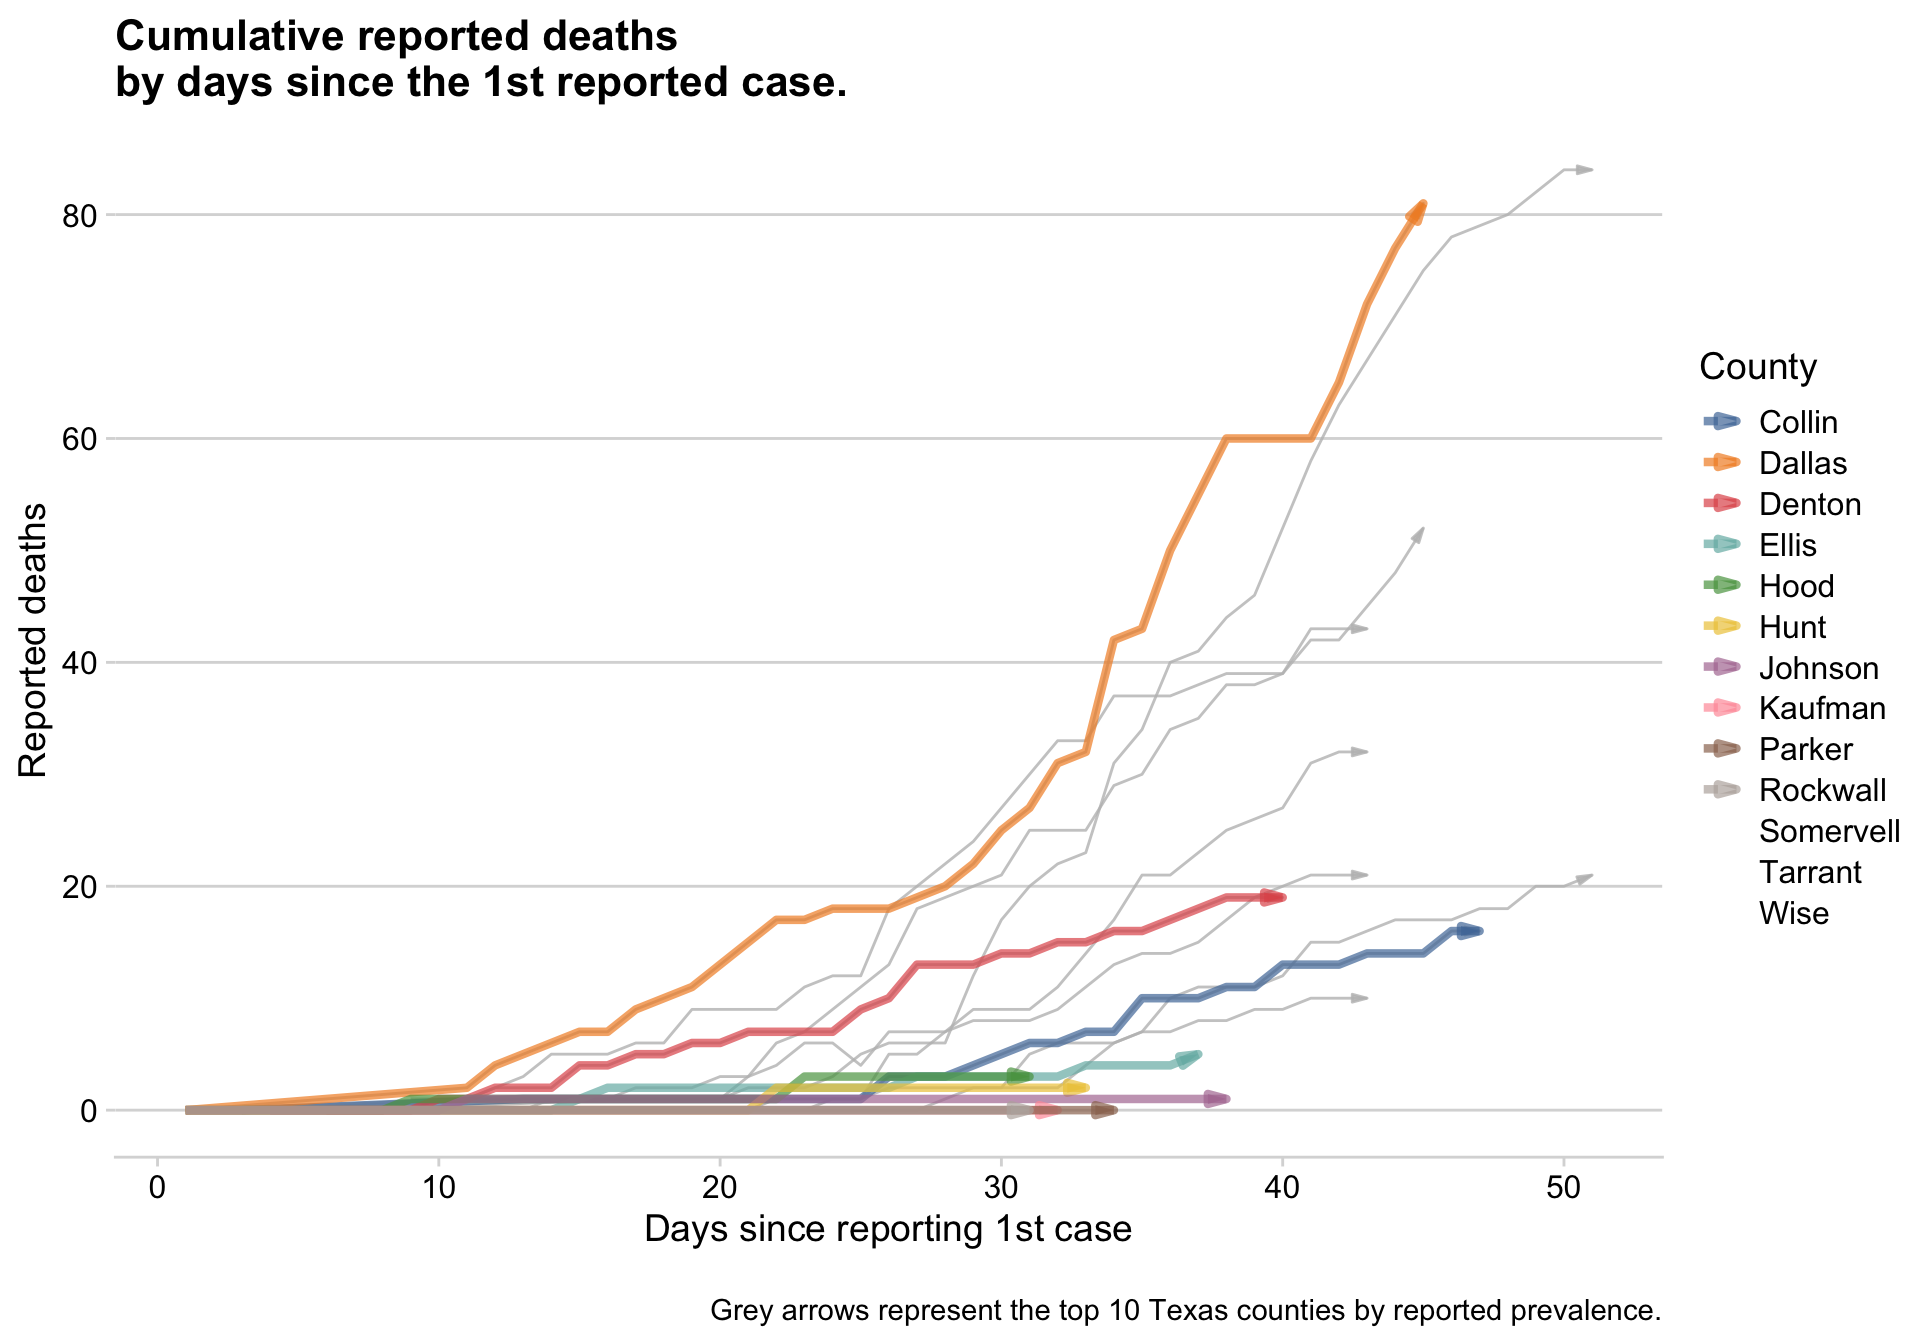 Cumulative reported deaths
by days since the 1st reported case.
Reported deaths
80
60
40
20
0
0
10
20
30
40
50
Days since reporting 1st case
County
Collin
Dallas
Denton
Ellis
Hood
Hunt
Johnson
Kaufman
Parker
Rockwall
Somervell
Tarrant
Wise
Grey arrows represent the top 10 Texas counties by reported prevalence.